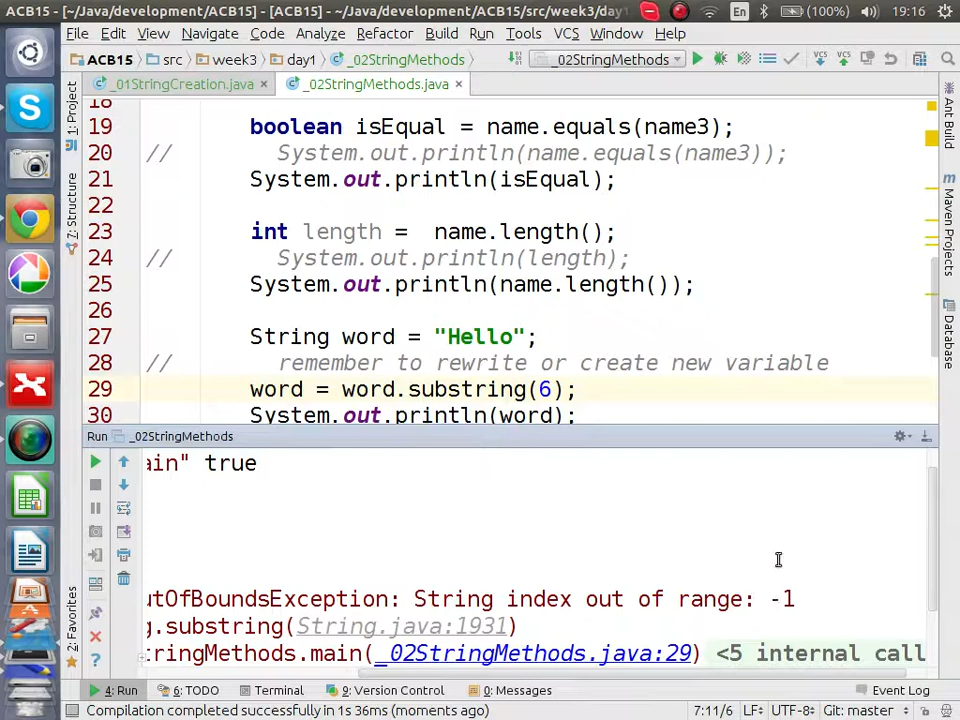 ACB15 - [~/Java/development/ACB15] - [ACB15] - ~/Java/development/ACB15/src/week3/day1
En
(100%)
19:16
File Edit View Navigate Code Analyze Refactor Build Run Tools VCS Window Help
ACB15 src week3 day1 _02StringMethods
_02StringMethods
VCS VCS
_01StringCreation.java × _02StringMethods.java ×
1: Project
7: Structure
2: Favorites
Ant Build
Maven Projects
Database
18
19 boolean isEqual = name.equals(name3);
20 // System.out.println(name.equals(name3));
21 System.out.println(isEqual);
22
23 int length = name.length();
24 // System.out.println(length);
25 System.out.println(name.length());
26
27 String word = "Hello";
28 // remember to rewrite or create new variable
29 word = word.substring(6);
30 System.out.println(word);
Run _02StringMethods
ain" true
utOfBoundsException: String index out of range: -1
g.substring(String.java:1931)
tringMethods.main(_02StringMethods.java:29) <5 internal call
4: Run 6: TODO Terminal 9: Version Control 0: Messages Event Log
Compilation completed successfully in 1s 36ms (moments ago) 7:11/6 LF UTF-8 Git: master